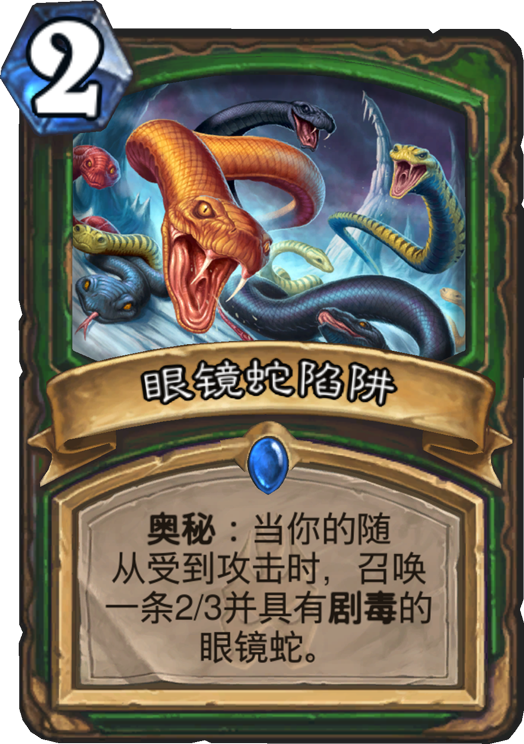 2
眼镜蛇陷阱
奥秘：当你的随
从受到攻击时，召唤
一条2/3并具有剧毒的
眼镜蛇。